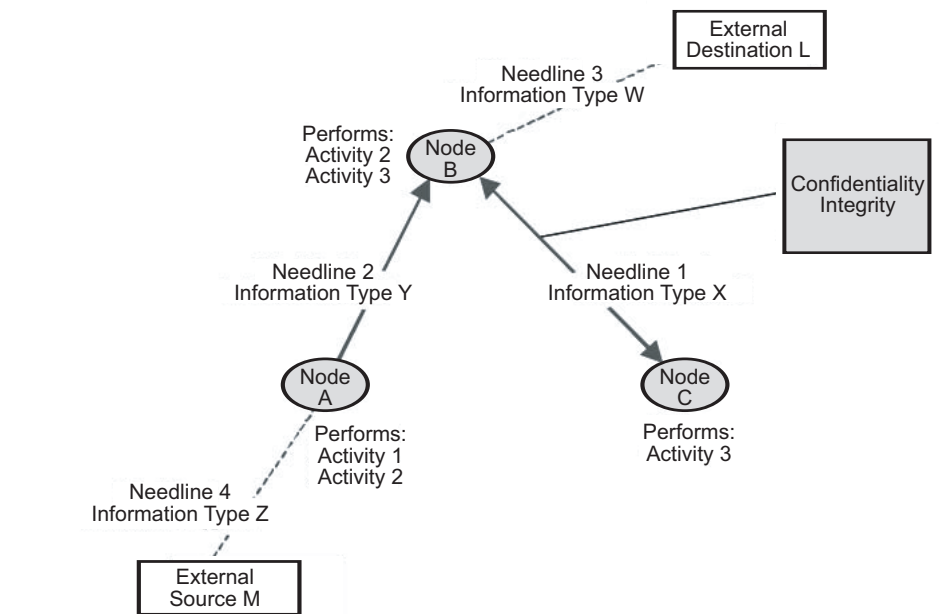 External
Destination L
Needline 3
Information Type W
Performs:
Activity 2
Activity 3
Node
B
Confidentiality
Integrity
Needline 2
Information Type Y
Needline 1
Information Type X
Node
A
Node
C
Performs:
Activity 1
Activity 2
Performs:
Activity 3
Needline 4
Information Type Z
External
Source M